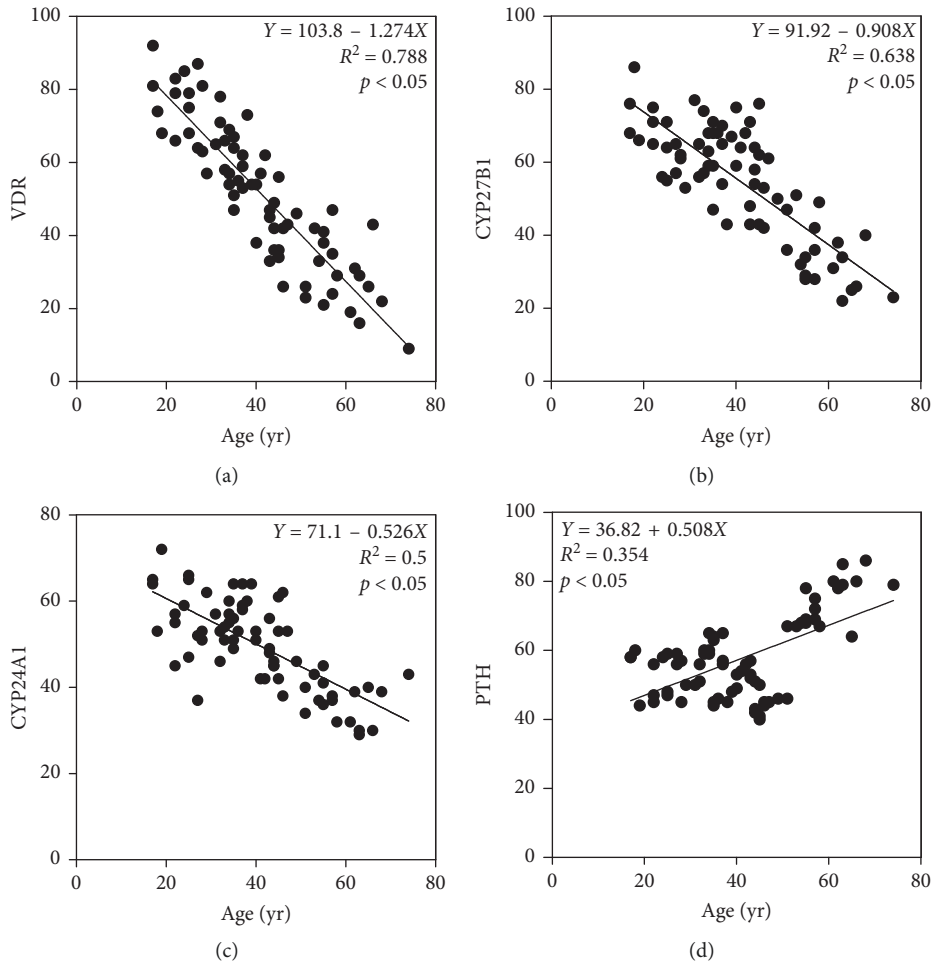 Y = 103.8 – 1.274X
R² = 0.788
p < 0.05
VDR
100
80
60
40
20
0
0 20 40 60 80
Age (yr)
(a)
Y = 91.92 – 0.908X
R² = 0.638
p < 0.05
CYP27B1
100
80
60
40
20
0
0 20 40 60 80
Age (yr)
(b)
Y = 71.1 – 0.526X
R² = 0.5
p < 0.05
CYP24A1
80
60
40
20
0
0 20 40 60 80
Age (yr)
(c)
Y = 36.82 + 0.508X
R² = 0.354
p < 0.05
PTH
100
80
60
40
20
0
0 20 40 60 80
Age (yr)
(d)